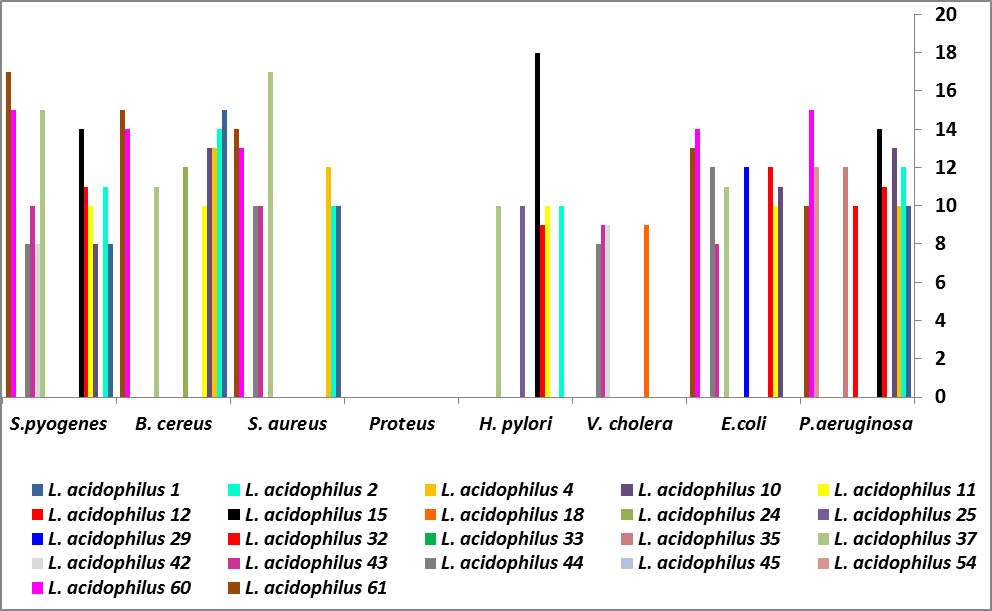 20
18
16
14
12
10
8
6
4
2
0
S.pyogenes B. cereus S. aureus Proteus H. pylori V. cholera E.coli P.aeruginosa
L. acidophilus 1 L. acidophilus 2 L. acidophilus 4 L. acidophilus 10 L. acidophilus 11
L. acidophilus 12 L. acidophilus 15 L. acidophilus 18 L. acidophilus 24 L. acidophilus 25
L. acidophilus 29 L. acidophilus 32 L. acidophilus 33 L. acidophilus 35 L. acidophilus 37
L. acidophilus 42 L. acidophilus 43 L. acidophilus 44 L. acidophilus 45 L. acidophilus 54
L. acidophilus 60 L. acidophilus 61